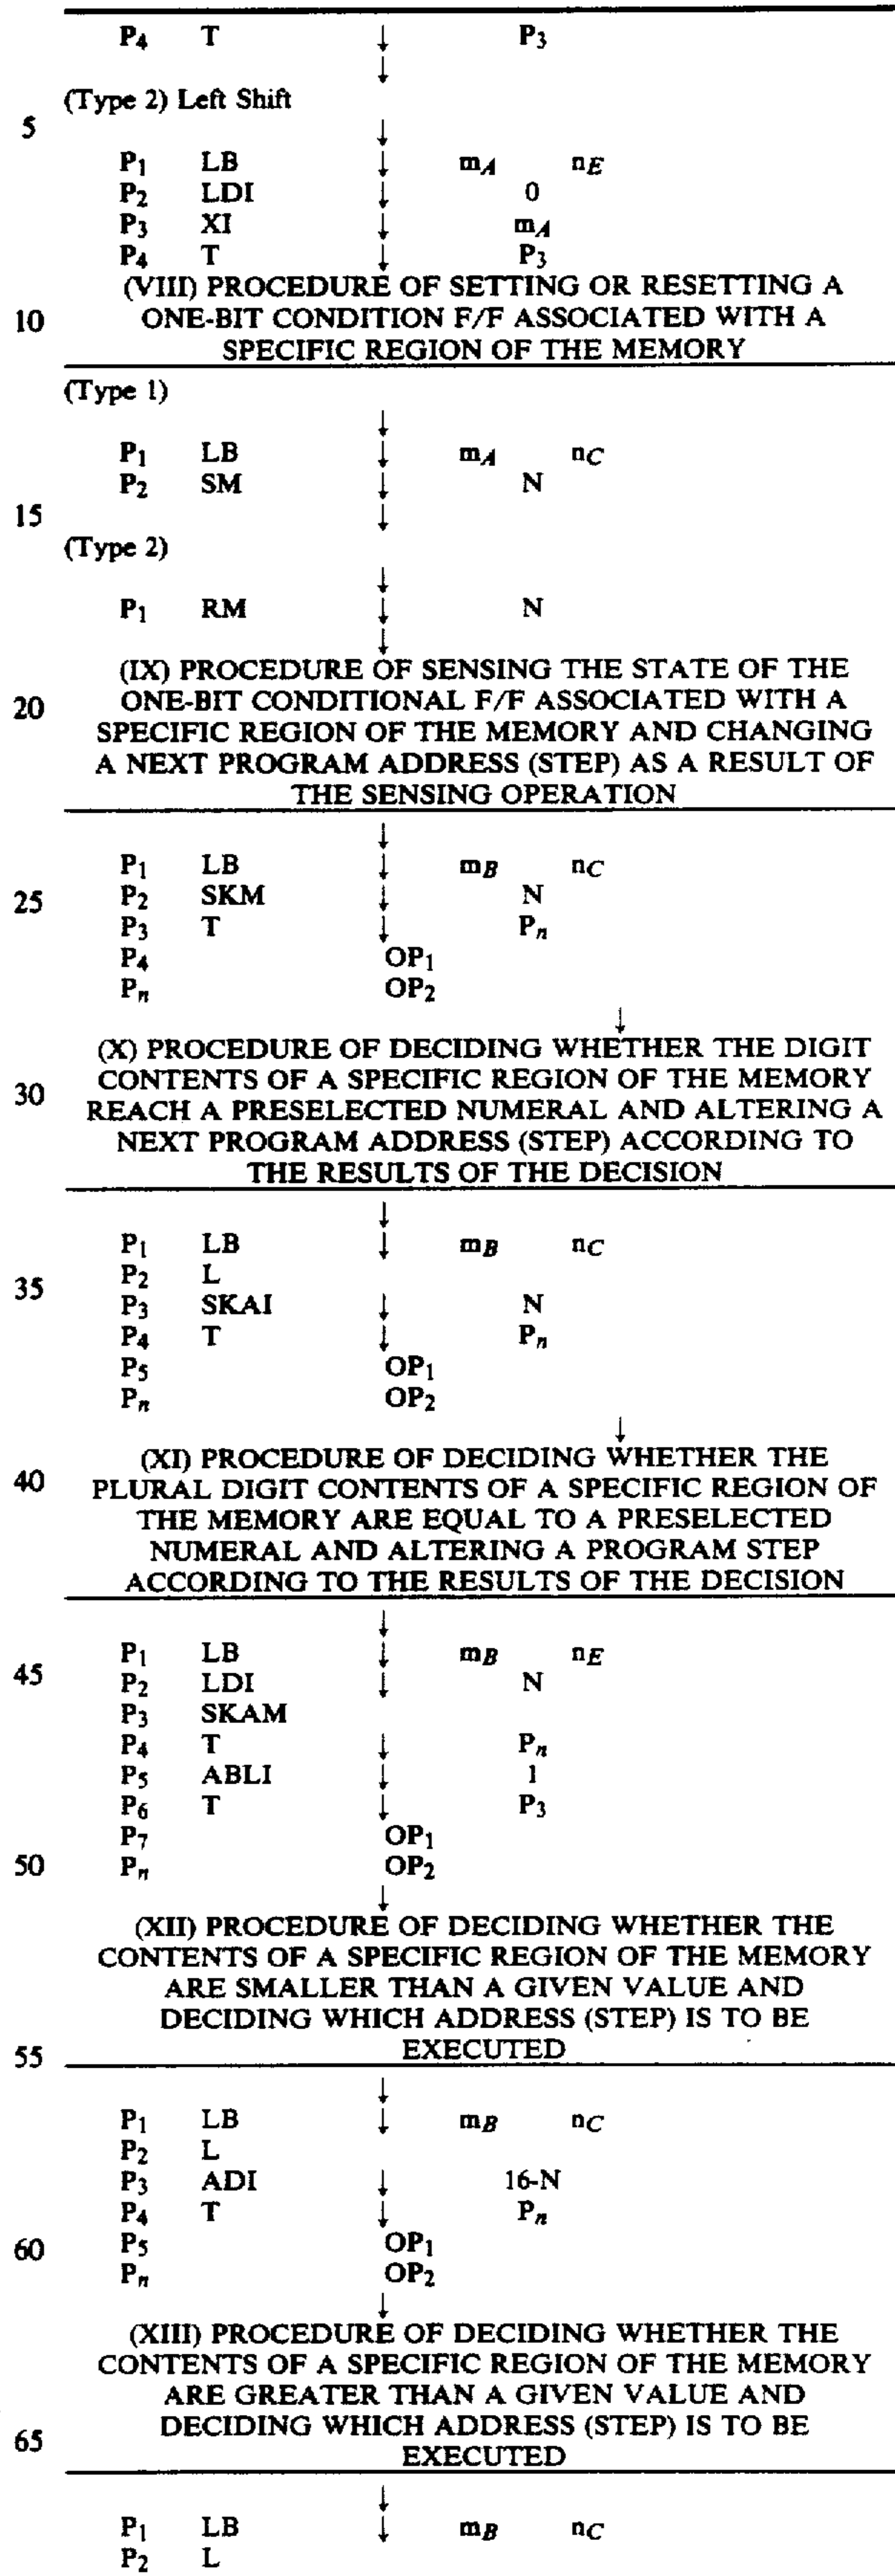 P4 T ↓ P3
↓
(Type 2) Left Shift
5
↓
P1 LB ↓ mA nE
P2 LDI ↓ 0
P3 XI ↓ mA
P4 T ↓ P3
(VIII) PROCEDURE OF SETTING OR RESETTING A
10 ONE-BIT CONDITION F/F ASSOCIATED WITH A
SPECIFIC REGION OF THE MEMORY
(Type 1)
↓
P1 LB ↓ mA nC
P2 SM ↓ N
15 ↓
(Type 2)
↓
P1 RM ↓ N
↓
(IX) PROCEDURE OF SENSING THE STATE OF THE
20 ONE-BIT CONDITIONAL F/F ASSOCIATED WITH A
SPECIFIC REGION OF THE MEMORY AND CHANGING
A NEXT PROGRAM ADDRESS (STEP) AS A RESULT OF
THE SENSING OPERATION
↓
P1 LB ↓ mB nC
25 P2 SKM ↓ N
P3 T ↓ Pn
P4 OP1
Pn OP2
↓
(X) PROCEDURE OF DECIDING WHETHER THE DIGIT
30 CONTENTS OF A SPECIFIC REGION OF THE MEMORY
REACH A PRESELECTED NUMERAL AND ALTERING A
NEXT PROGRAM ADDRESS (STEP) ACCORDING TO
THE RESULTS OF THE DECISION
↓
P1 LB ↓ mB nC
35 P2 L
P3 SKAI ↓ N
P4 T ↓ Pn
P5 OP1
Pn OP2
↓
(XI) PROCEDURE OF DECIDING WHETHER THE
40 PLURAL DIGIT CONTENTS OF A SPECIFIC REGION OF
THE MEMORY ARE EQUAL TO A PRESELECTED
NUMERAL AND ALTERING A PROGRAM STEP
ACCORDING TO THE RESULTS OF THE DECISION
↓
P1 LB ↓ mB nE
45 P2 LDI ↓ N
P3 SKAM
P4 T ↓ Pn
P5 ABLI ↓ 1
P6 T ↓ P3
P7 OP1
50 Pn OP2
↓
(XII) PROCEDURE OF DECIDING WHETHER THE
CONTENTS OF A SPECIFIC REGION OF THE MEMORY
ARE SMALLER THAN A GIVEN VALUE AND
DECIDING WHICH ADDRESS (STEP) IS TO BE
55 EXECUTED
↓
P1 LB ↓ mB nC
P2 L
P3 ADI ↓ 16-N
P4 T ↓ Pn
60 P5 OP1
Pn OP2
↓
(XIII) PROCEDURE OF DECIDING WHETHER THE
CONTENTS OF A SPECIFIC REGION OF THE MEMORY
ARE GREATER THAN A GIVEN VALUE AND
DECIDING WHICH ADDRESS (STEP) IS TO BE
65 EXECUTED
↓
P1 LB ↓ mB nC
P2 L